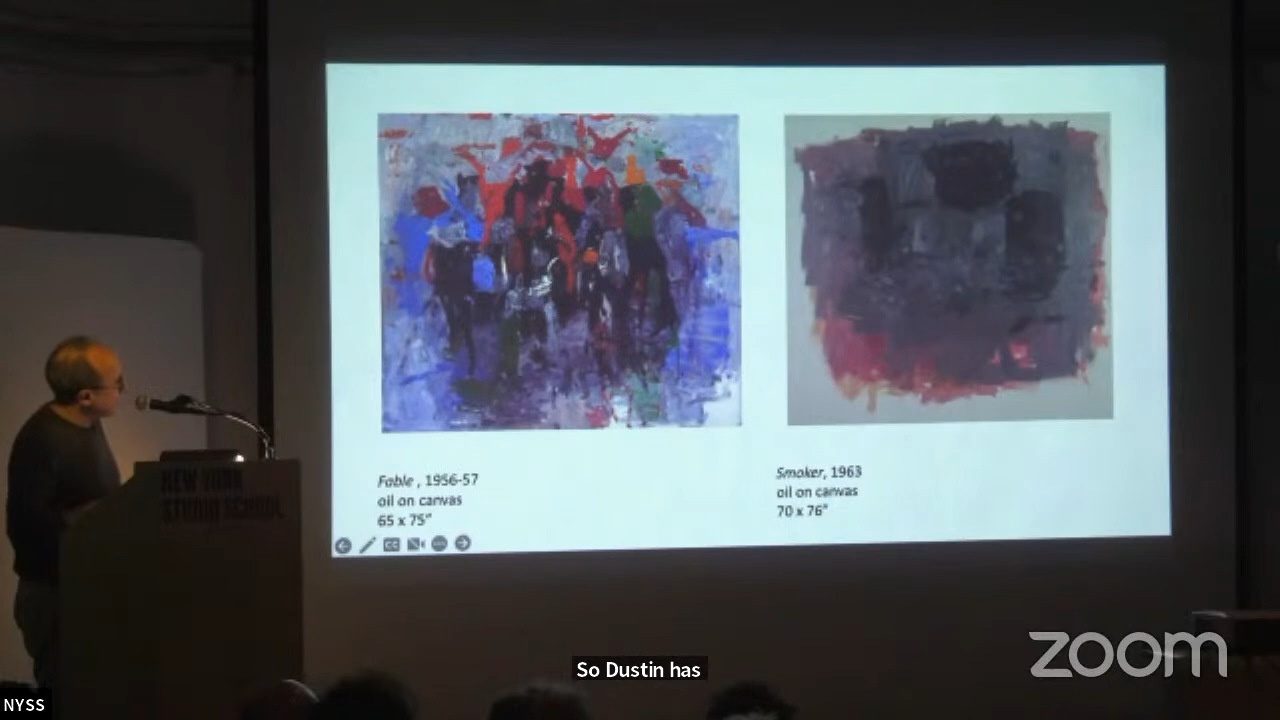 Fable , 1956-57
oil on canvas
65 x 75"
Smoker, 1963
oil on canvas
70 x 76"
CC
NEW YORK
STUDIO SCHOOL
So Dustin has
zoom
NYSS